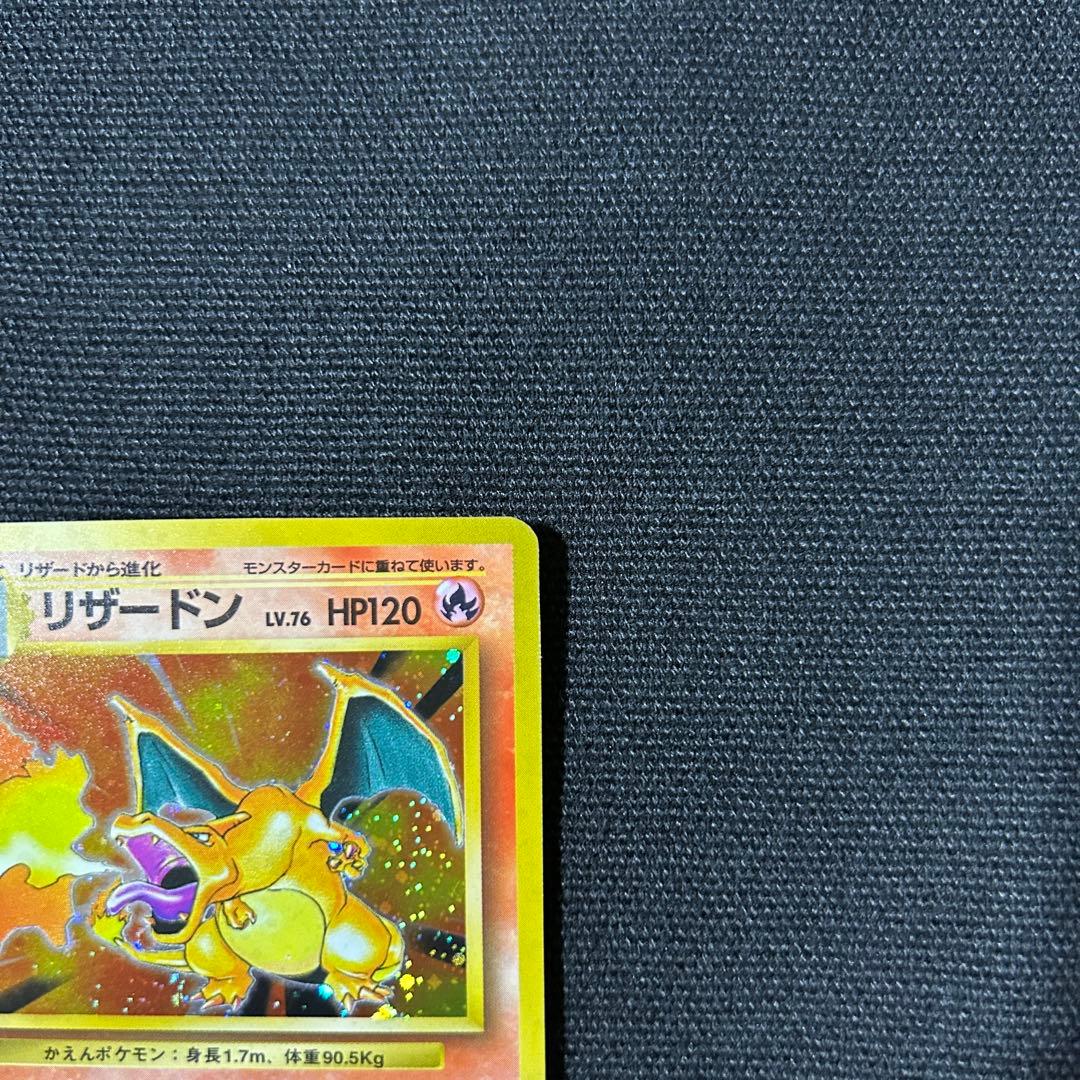 リザードから進化
モンスターカードに重ねて使います。
リザードン LV.76 HP120
かえんポケモン：身長1.7m、体重90.5Kg